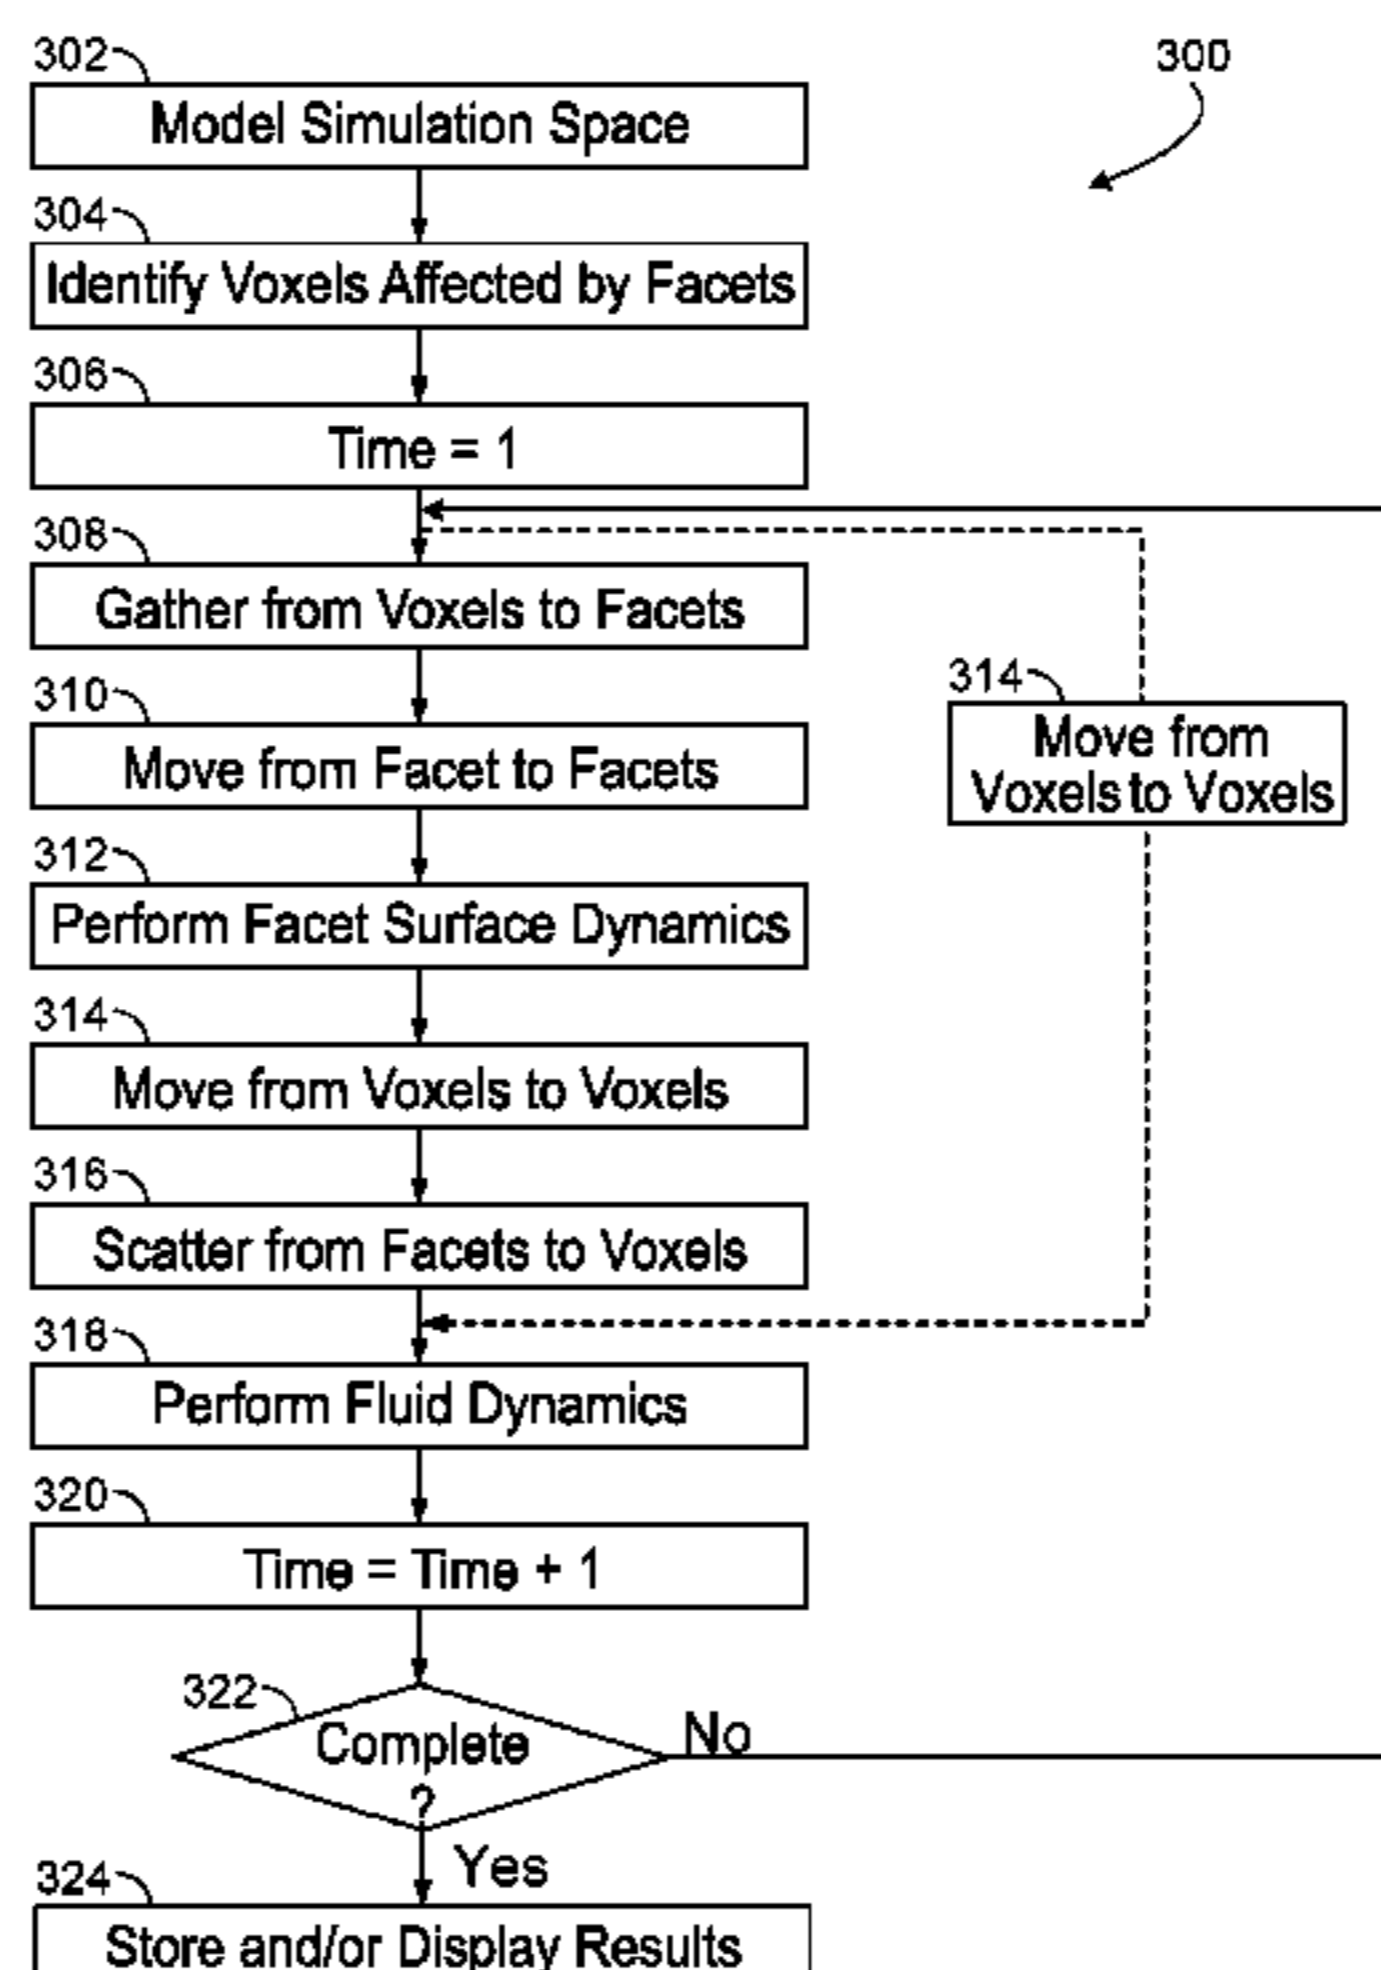 302
300
Model Simulation Space
304
Identify Voxels Affected by Facets
306
Time = 1
308
Gather from Voxels to Facets
310
Move from Facet to Facets
314
Move from
Voxels to Voxels
312
Perform Facet Surface Dynamics
314
Move from Voxels to Voxels
316
Scatter from Facets to Voxels
318
Perform Fluid Dynamics
320
Time = Time + 1
322
Complete
?
No
Yes
324
Store and/or Display Results